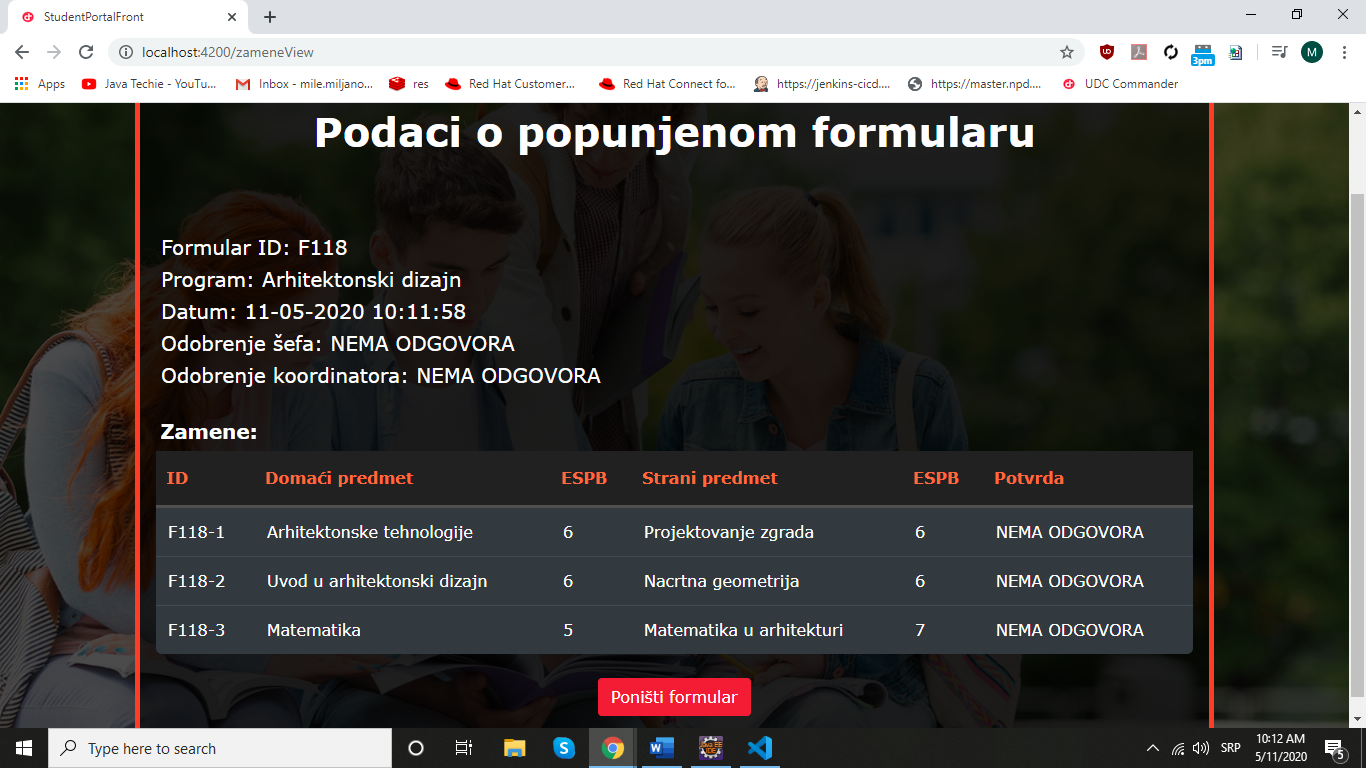 StudentPortalFront
localhost:4200/zameneView
3pm
M
Apps
Java Techie - YouTu...
Inbox - mile.miljano...
res
Red Hat Customer...
Red Hat Connect fo...
https://jenkins-cicd....
https://master.npd....
UDC Commander
Podaci o popunjenom formularu
Formular ID: F118
Program: Arhitektonski dizajn
Datum: 11-05-2020 10:11:58
Odobrenje šefa: NEMA ODGOVORA
Odobrenje koordinatora: NEMA ODGOVORA
Zamene:
ID Domaći predmet ESPB Strani predmet ESPB Potvrda
F118-1 Arhitektonske tehnologije 6 Projektovanje zgrada 6 NEMA ODGOVORA
F118-2 Uvod u arhitektonski dizajn 6 Nacrtna geometrija 6 NEMA ODGOVORA
F118-3 Matematika 5 Matematika u arhitekturi 7 NEMA ODGOVORA
Poništi formular
Type here to search
SRP
10:12 AM
5/11/2020
5